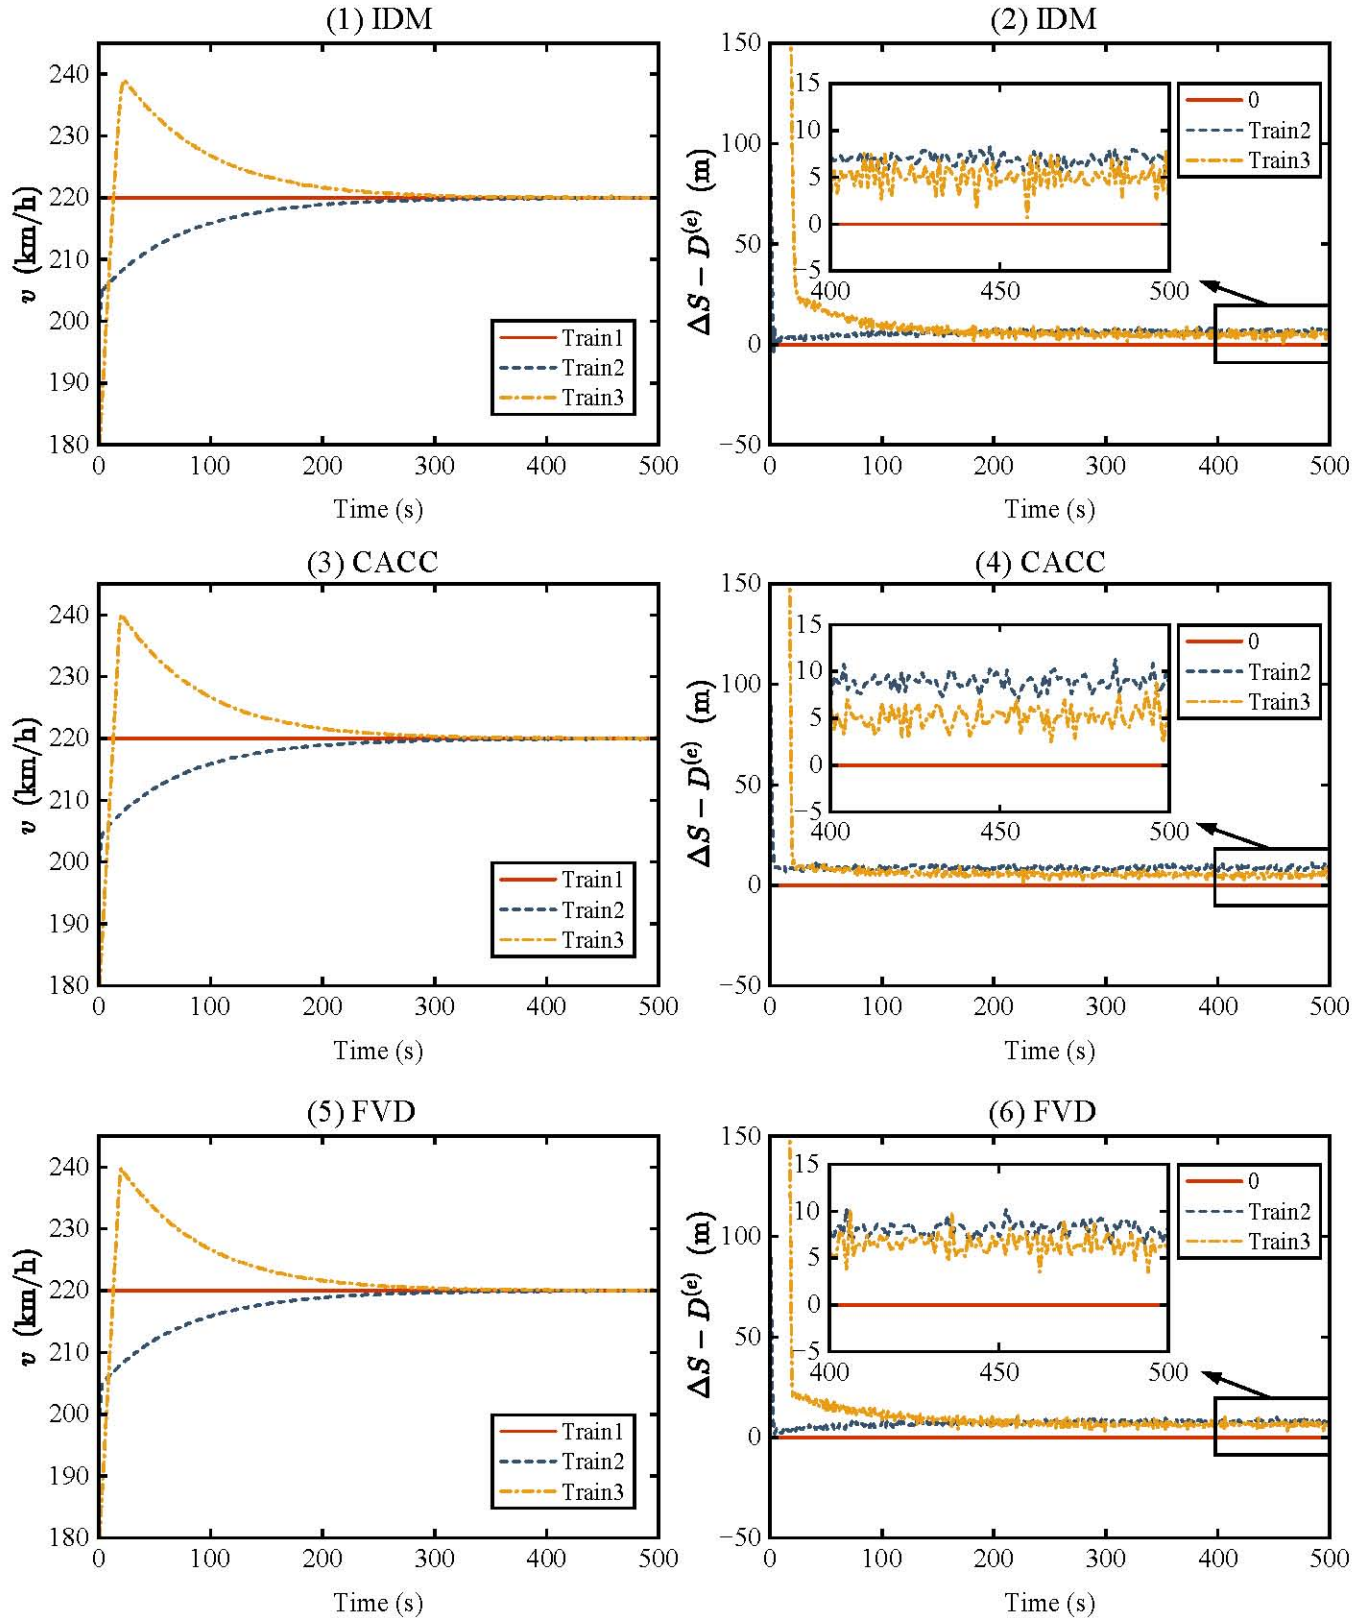 (1) IDM
240
230
220
210
200
190
180
0 100 200 300 400 500
v (km/h)
Time (s)
Train1
Train2
Train3
(2) IDM
150
100
50
0
−50
0 100 200 300 400 500
ΔS − D(e) (m)
Time (s)
15
10
5
0
−5
400 450 500
0
Train2
Train3
(3) CACC
240
230
220
210
200
190
180
0 100 200 300 400 500
v (km/h)
Time (s)
Train1
Train2
Train3
(4) CACC
150
100
50
0
−50
0 100 200 300 400 500
ΔS − D(e) (m)
Time (s)
15
10
5
0
−5
400 450 500
0
Train2
Train3
(5) FVD
240
230
220
210
200
190
180
0 100 200 300 400 500
v (km/h)
Time (s)
Train1
Train2
Train3
(6) FVD
150
100
50
0
−50
0 100 200 300 400 500
ΔS − D(e) (m)
Time (s)
15
10
5
0
−5
400 450 500
0
Train2
Train3